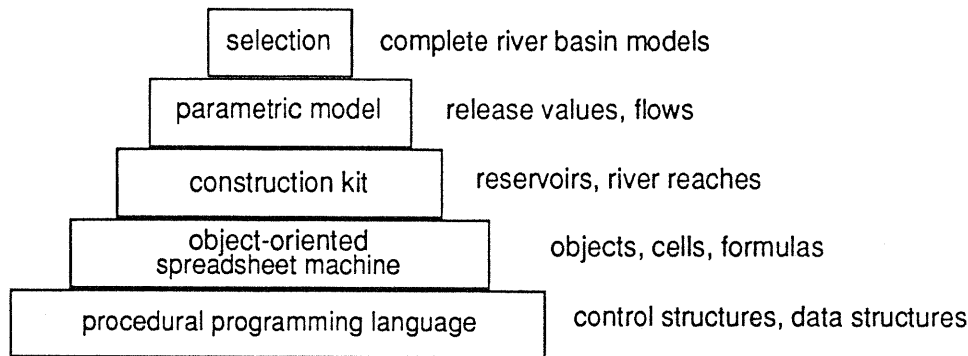 selection complete river basin models
parametric model release values, flows
construction kit reservoirs, river reaches
object-oriented
spreadsheet machine objects, cells, formulas
procedural programming language control structures, data structures